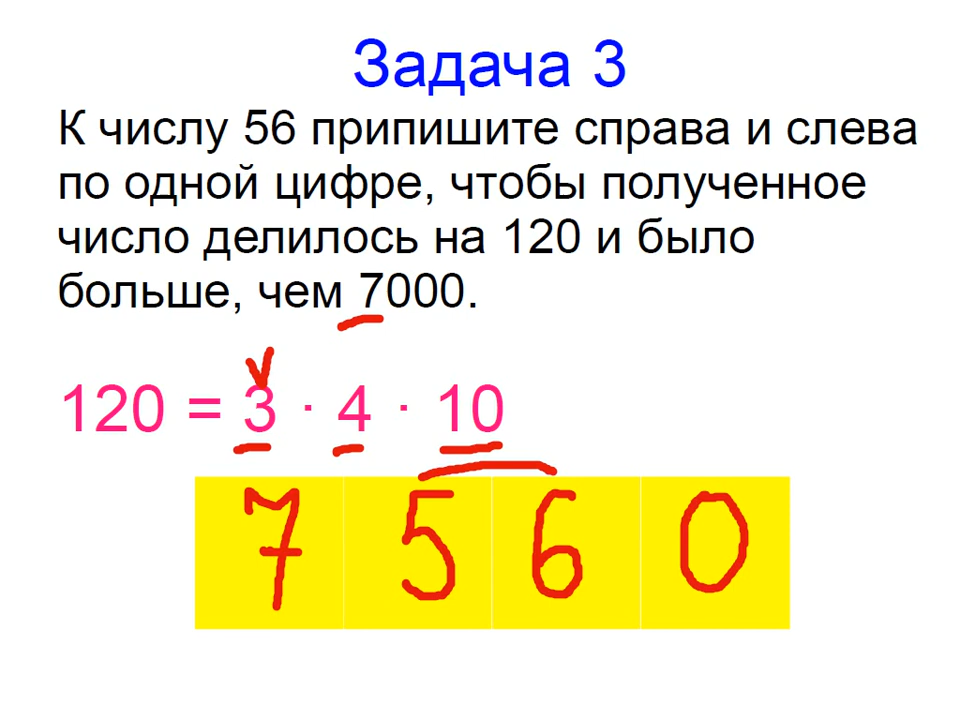 Задача 3
К числу 56 припишите справа и слева
по одной цифре, чтобы полученное
число делилось на 120 и было
больше, чем 7000.
120 = 3 · 4 · 10
7 5 6 0